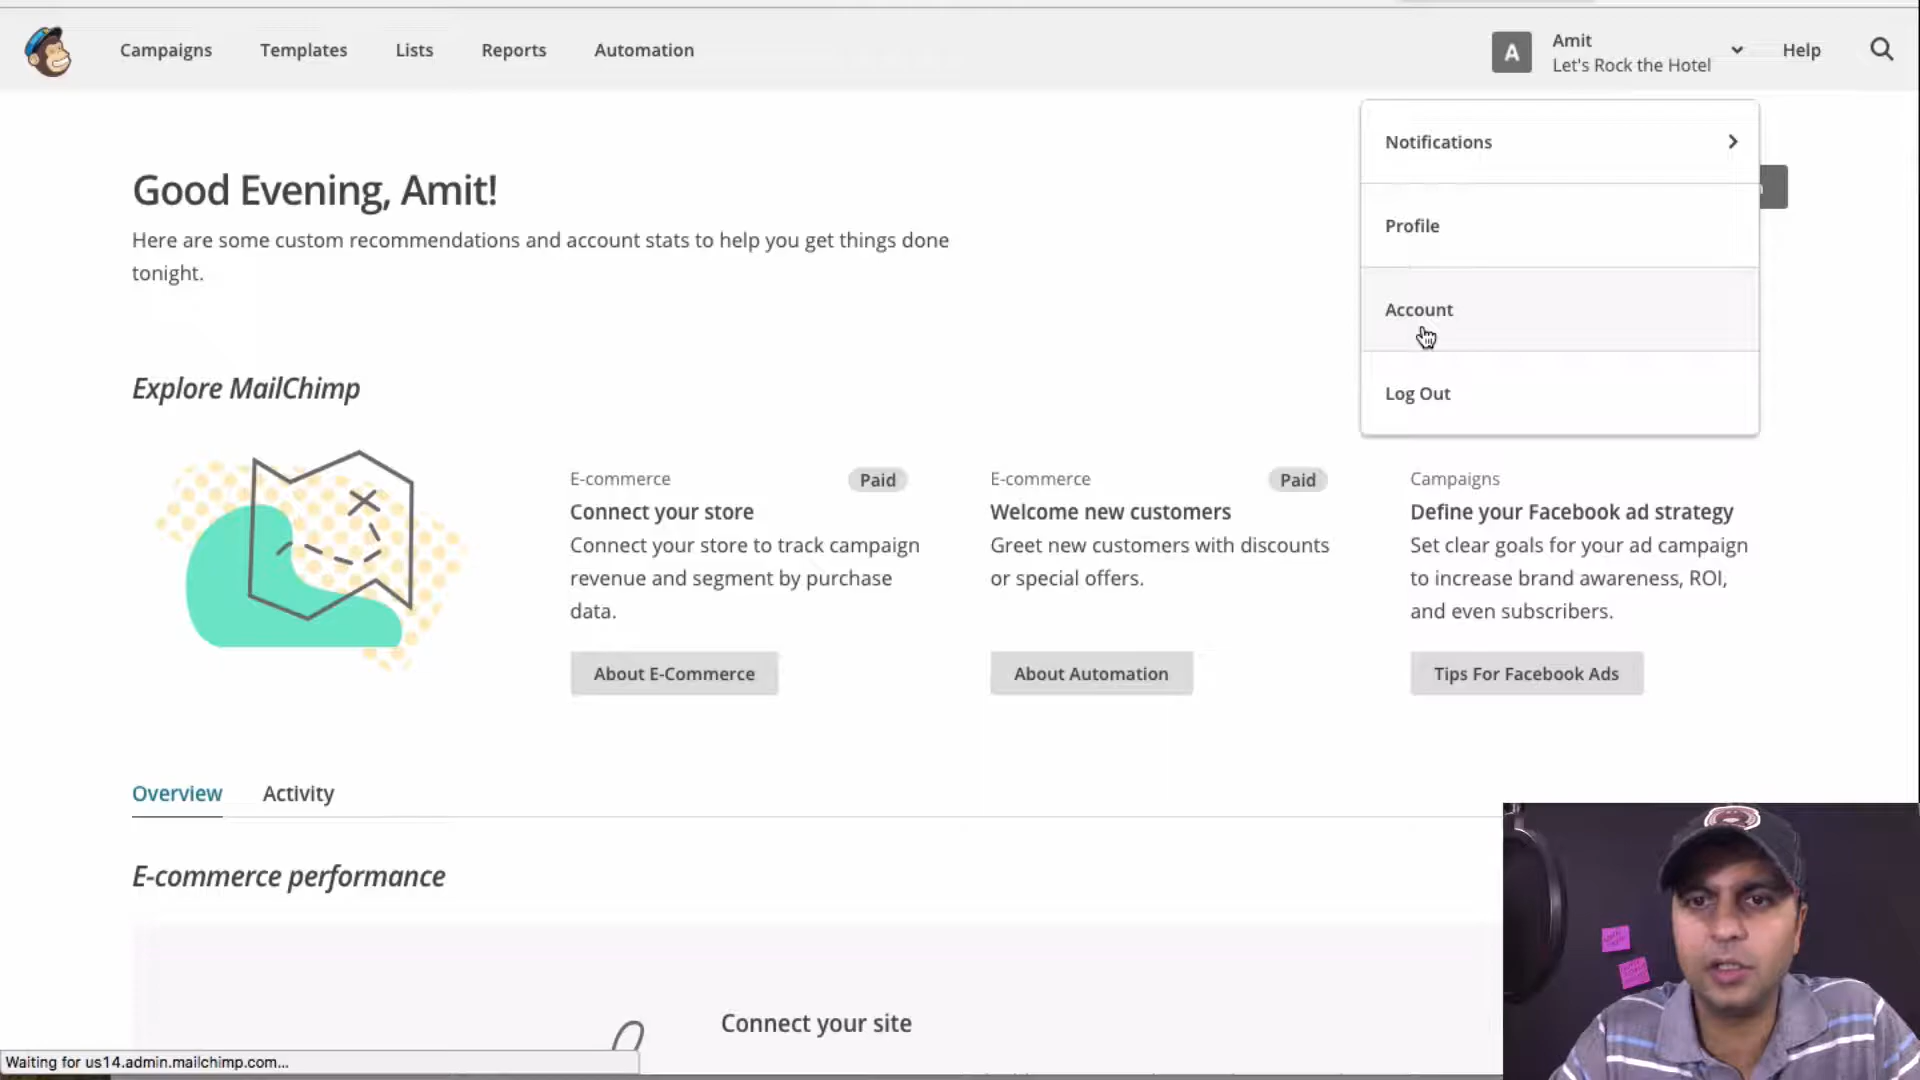 Campaigns
Templates
Lists
Reports
Automation
A
Amit
Let's Rock the Hotel
Help
Notifications
Profile
Account
Log Out
Good Evening, Amit!
Here are some custom recommendations and account stats to help you get things done
tonight.
Explore MailChimp
E-commerce
Paid
Connect your store
Connect your store to track campaign
revenue and segment by purchase
data.
About E-Commerce
E-commerce
Paid
Welcome new customers
Greet new customers with discounts
or special offers.
About Automation
Campaigns
Define your Facebook ad strategy
Set clear goals for your ad campaign
to increase brand awareness, ROI,
and even subscribers.
Tips For Facebook Ads
Overview
Activity
E-commerce performance
Connect your site
Waiting for us14.admin.mailchimp.com...